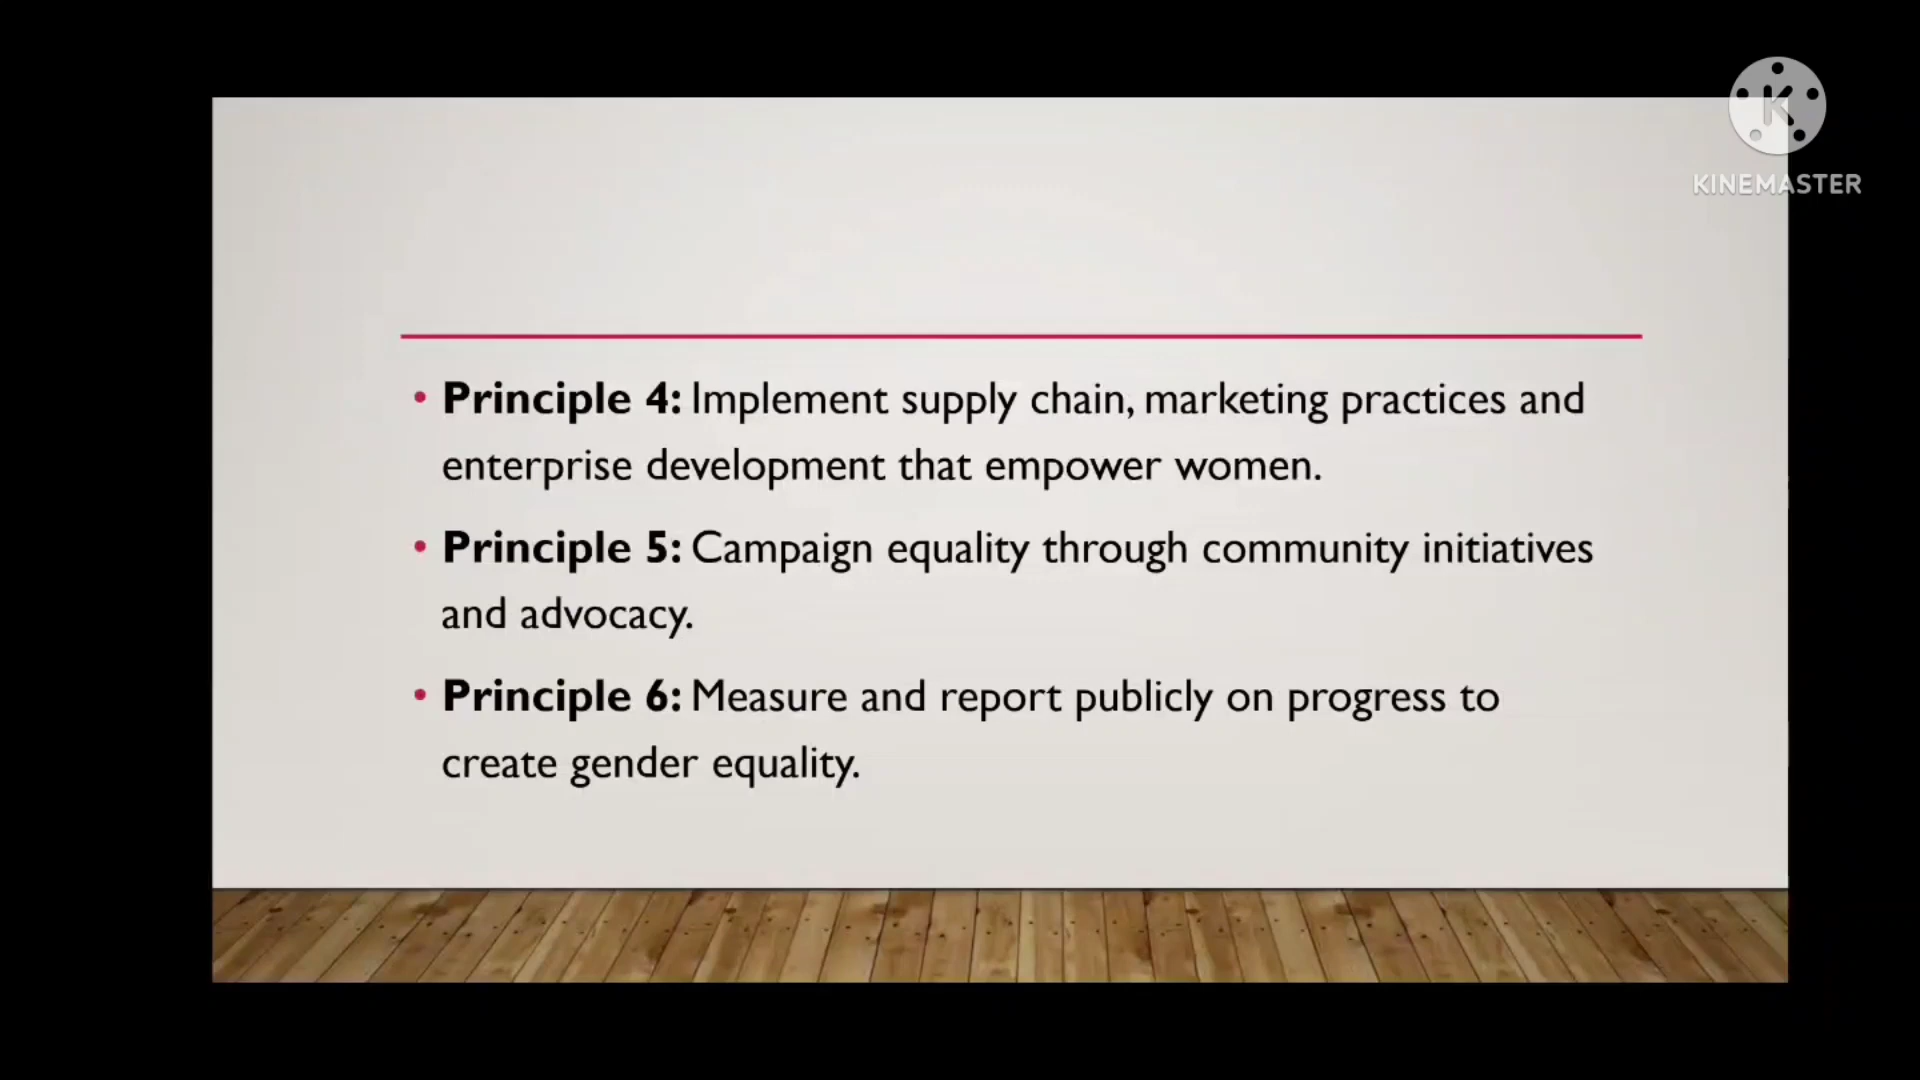 KINEMASTER
• Principle 4: Implement supply chain, marketing practices and
enterprise development that empower women.
• Principle 5: Campaign equality through community initiatives
and advocacy.
• Principle 6: Measure and report publicly on progress to
create gender equality.